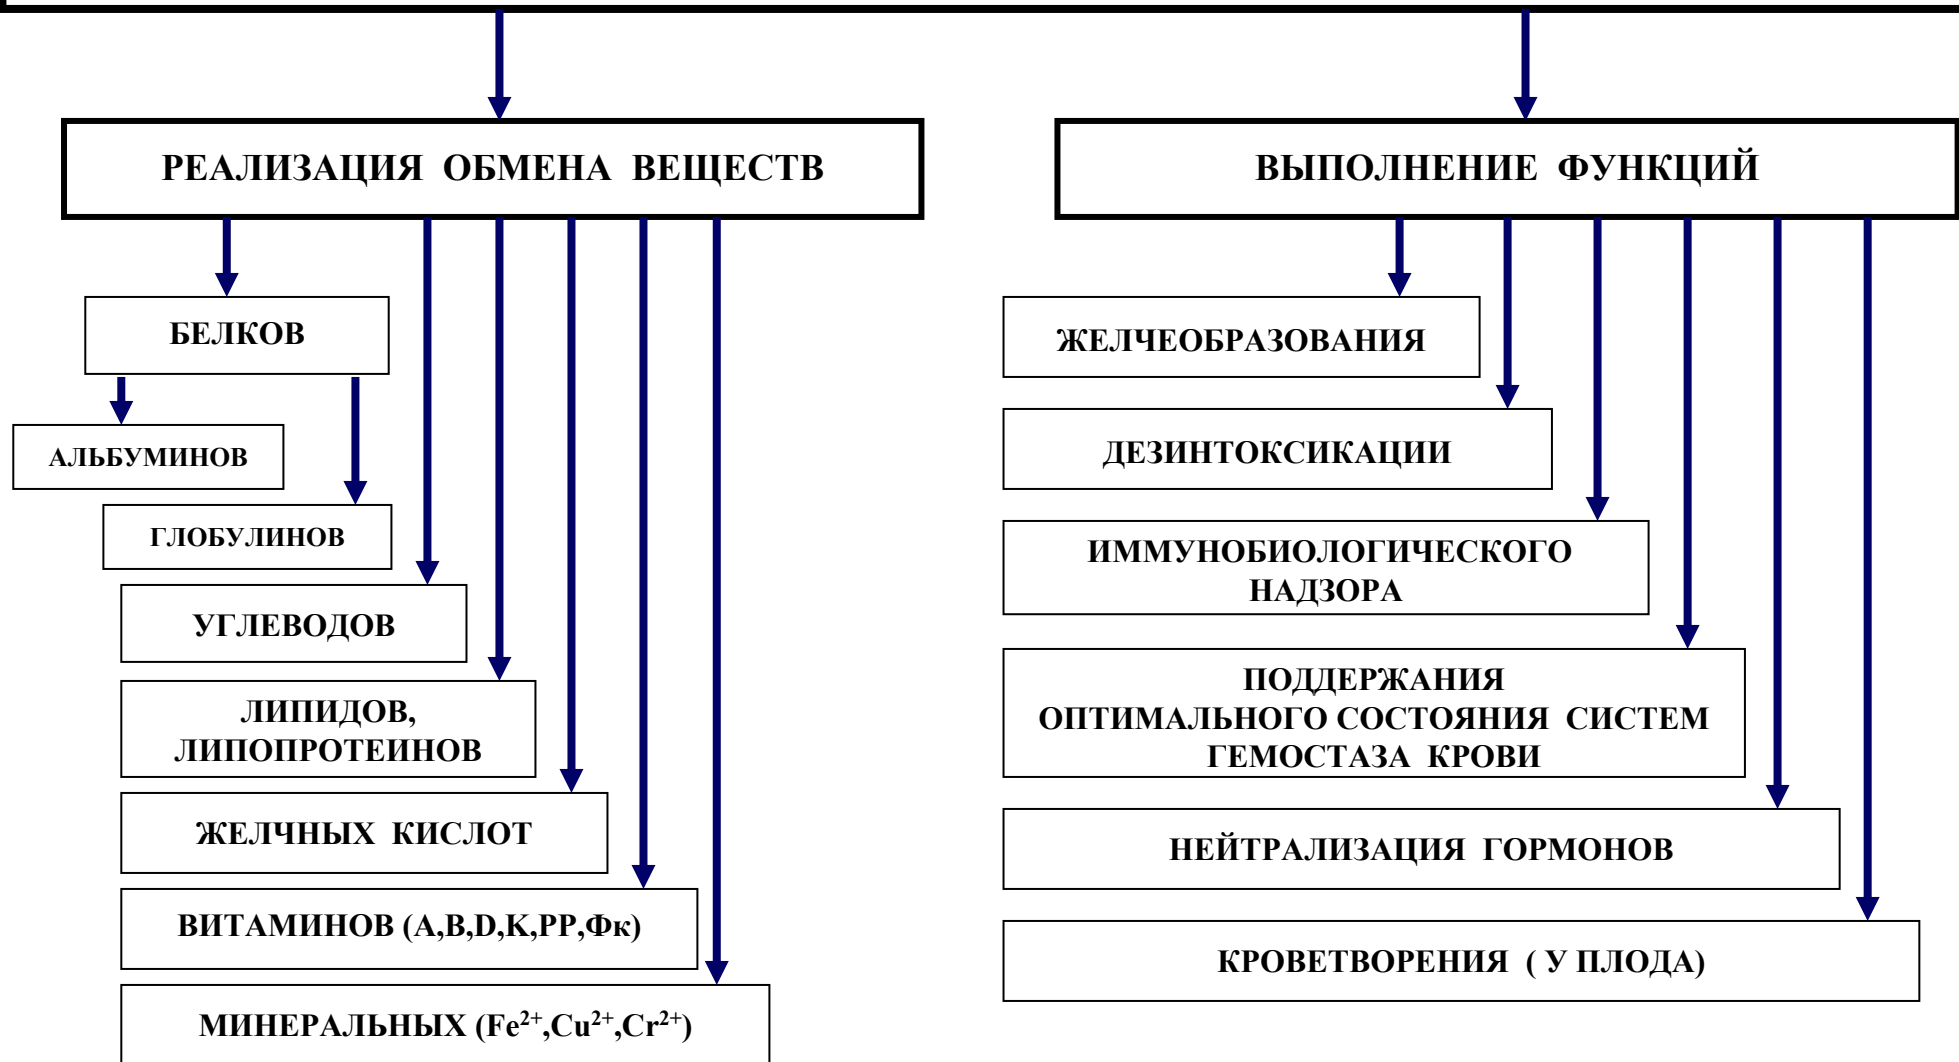 РЕАЛИЗАЦИЯ ОБМЕНА ВЕЩЕСТВ
БЕЛКОВ
АЛЬБУМИНОВ
ГЛОБУЛИНОВ
УГЛЕВОДОВ
ЛИПИДОВ,
ЛИПОПРОТЕИНОВ
ЖЕЛЧНЫХ КИСЛОТ
ВИТАМИНОВ (A,B,D,K,PP,Фк)
МИНЕРАЛЬНЫХ (Fe²⁺,Cu²⁺,Cr²⁺)
ВЫПОЛНЕНИЕ ФУНКЦИЙ
ЖЕЛЧЕОБРАЗОВАНИЯ
ДЕЗИНТОКСИКАЦИИ
ИММУНОБИОЛОГИЧЕСКОГО
НАДЗОРА
ПОДДЕРЖАНИЯ
ОПТИМАЛЬНОГО СОСТОЯНИЯ СИСТЕМ
ГЕМОСТАЗА КРОВИ
НЕЙТРАЛИЗАЦИЯ ГОРМОНОВ
КРОВЕТВОРЕНИЯ ( У ПЛОДА)